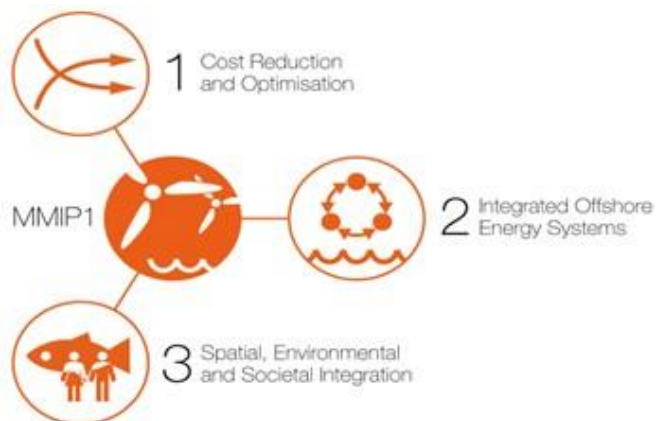 1 Cost Reduction
and Optimisation
MMIP1
2 Integrated Offshore
Energy Systems
3 Spatial, Environmental
and Societal Integration